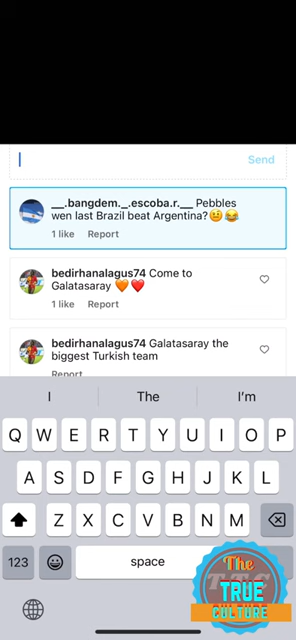 Send
__.bangdem._.escoba.r.__ Pebbles
wen last Brazil beat Argentina?🤨😂
1 like Report
bedirhanalagus74 Come to
Galatasaray 🧡❤️
1 like Report
bedirhanalagus74 Galatasaray the
biggest Turkish team
Report
I The I'm
Q W E R T Y U I O P
A S D F G H J K L
Z X C V B N M
123 space
The
T.T.C
TRUE
CULTURE